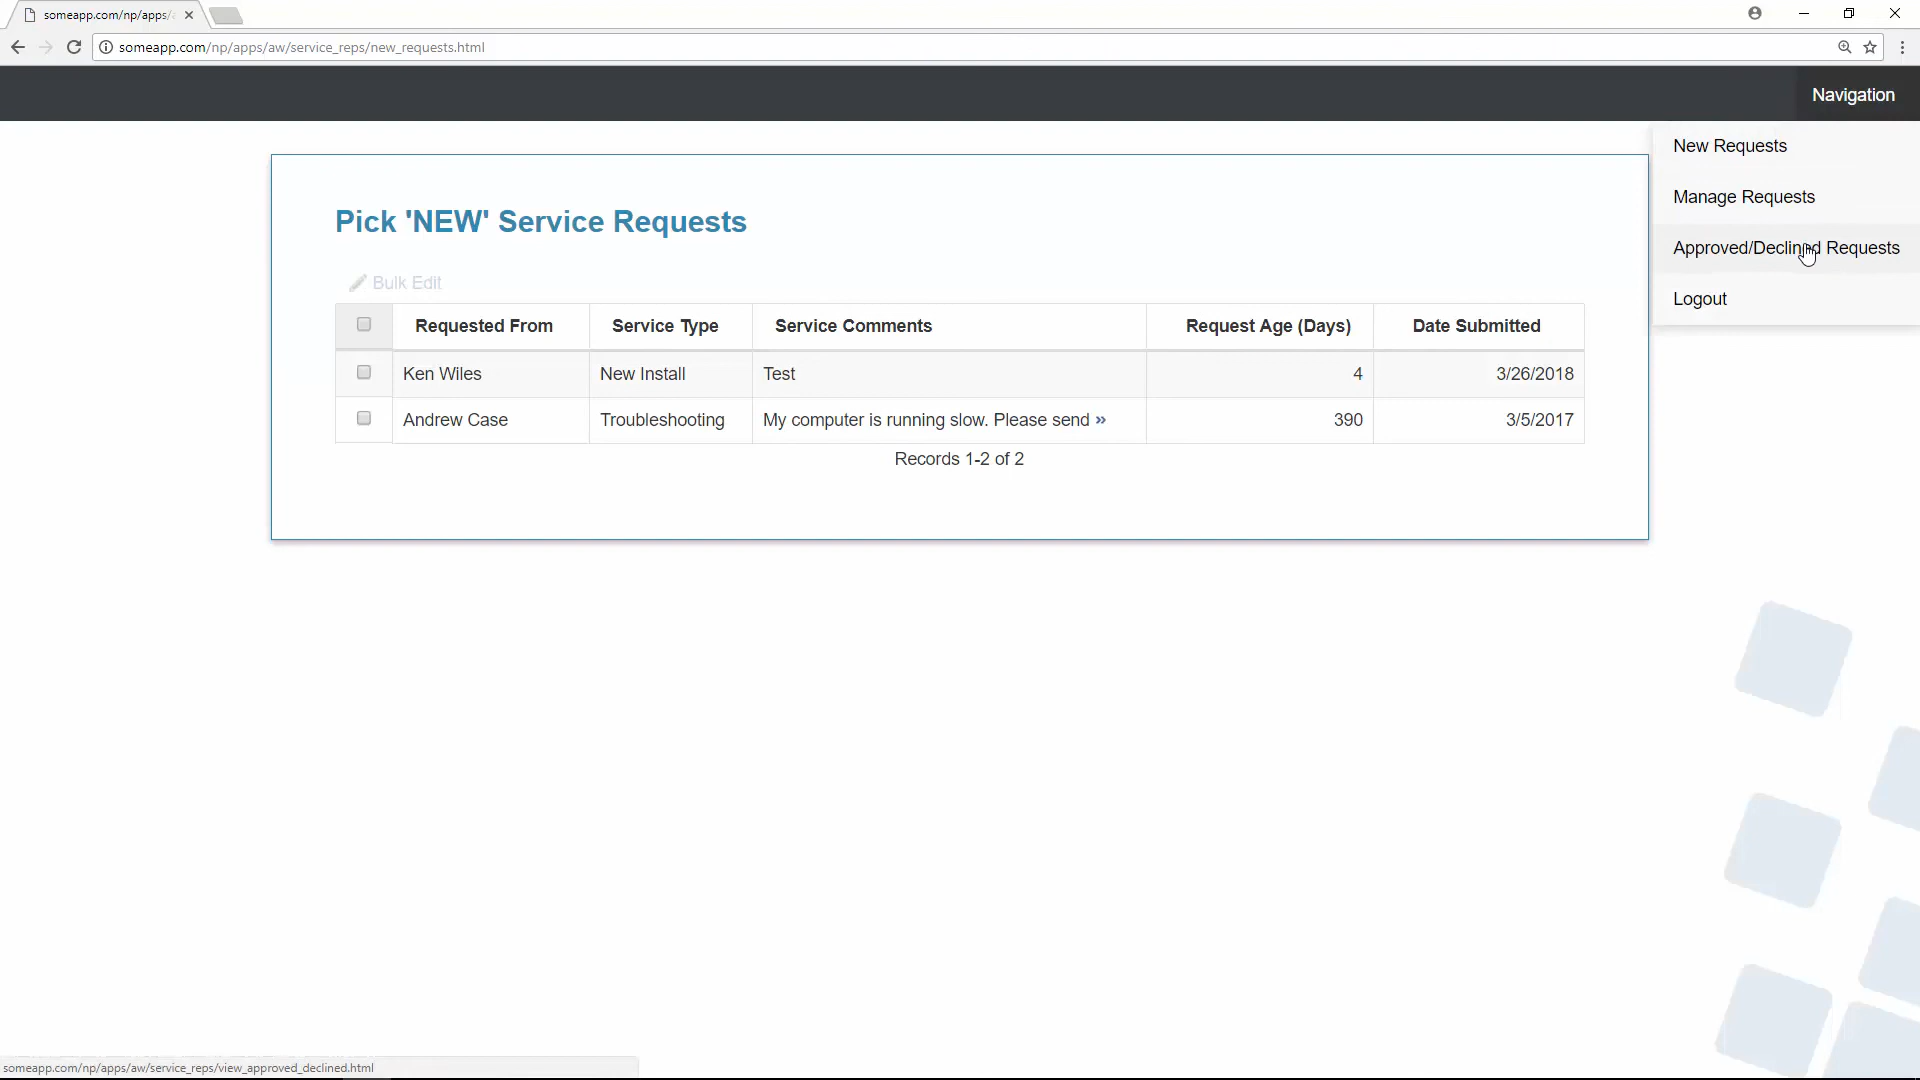 someapp.com/np/apps/
someapp.com/np/apps/aw/service_reps/new_requests.html
Navigation
New Requests
Manage Requests
Approved/Declined Requests
Logout
Pick 'NEW' Service Requests
Bulk Edit
Requested From Service Type Service Comments Request Age (Days) Date Submitted
Ken Wiles New Install Test 4 3/26/2018
Andrew Case Troubleshooting My computer is running slow. Please send » 390 3/5/2017
Records 1-2 of 2
someapp.com/np/apps/aw/service_reps/view_approved_declined.html